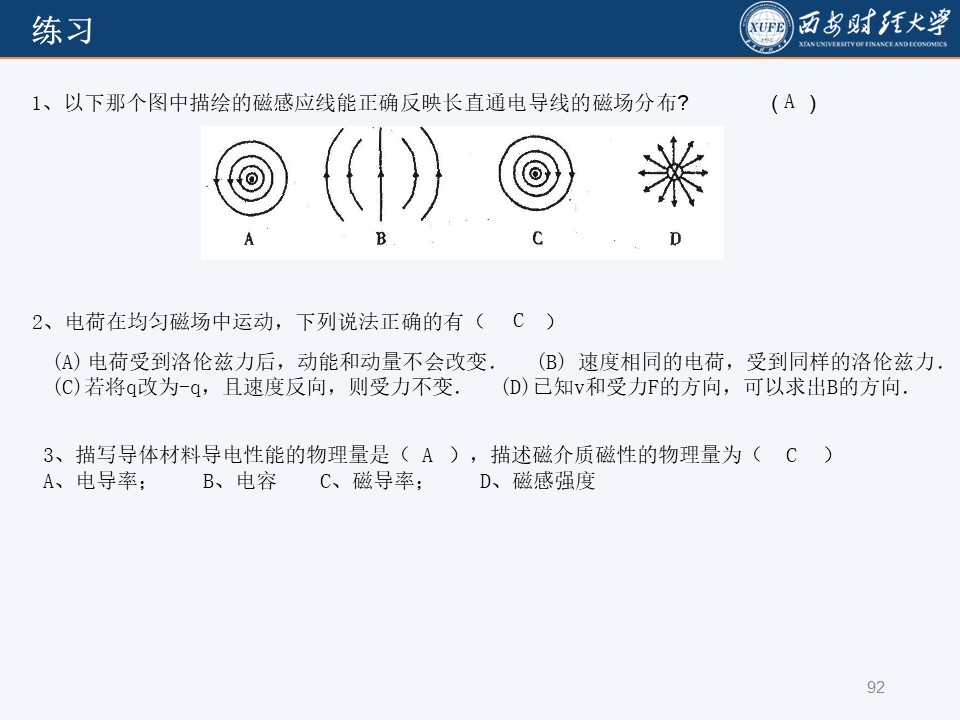 练习
XUFE
西安财经大学
XI'AN UNIVERSITY OF FINANCE AND ECONOMICS
1、以下那个图中描绘的磁感应线能正确反映长直通电导线的磁场分布? ( A )
A B C D
2、电荷在均匀磁场中运动，下列说法正确的有（ C ）
(A)电荷受到洛伦兹力后，动能和动量不会改变． (B) 速度相同的电荷，受到同样的洛伦兹力．
(C)若将q改为-q，且速度反向，则受力不变． (D)已知v和受力F的方向，可以求出B的方向．
3、描写导体材料导电性能的物理量是（ A ），描述磁介质磁性的物理量为（ C ）
A、电导率； B、电容 C、磁导率； D、磁感强度
92